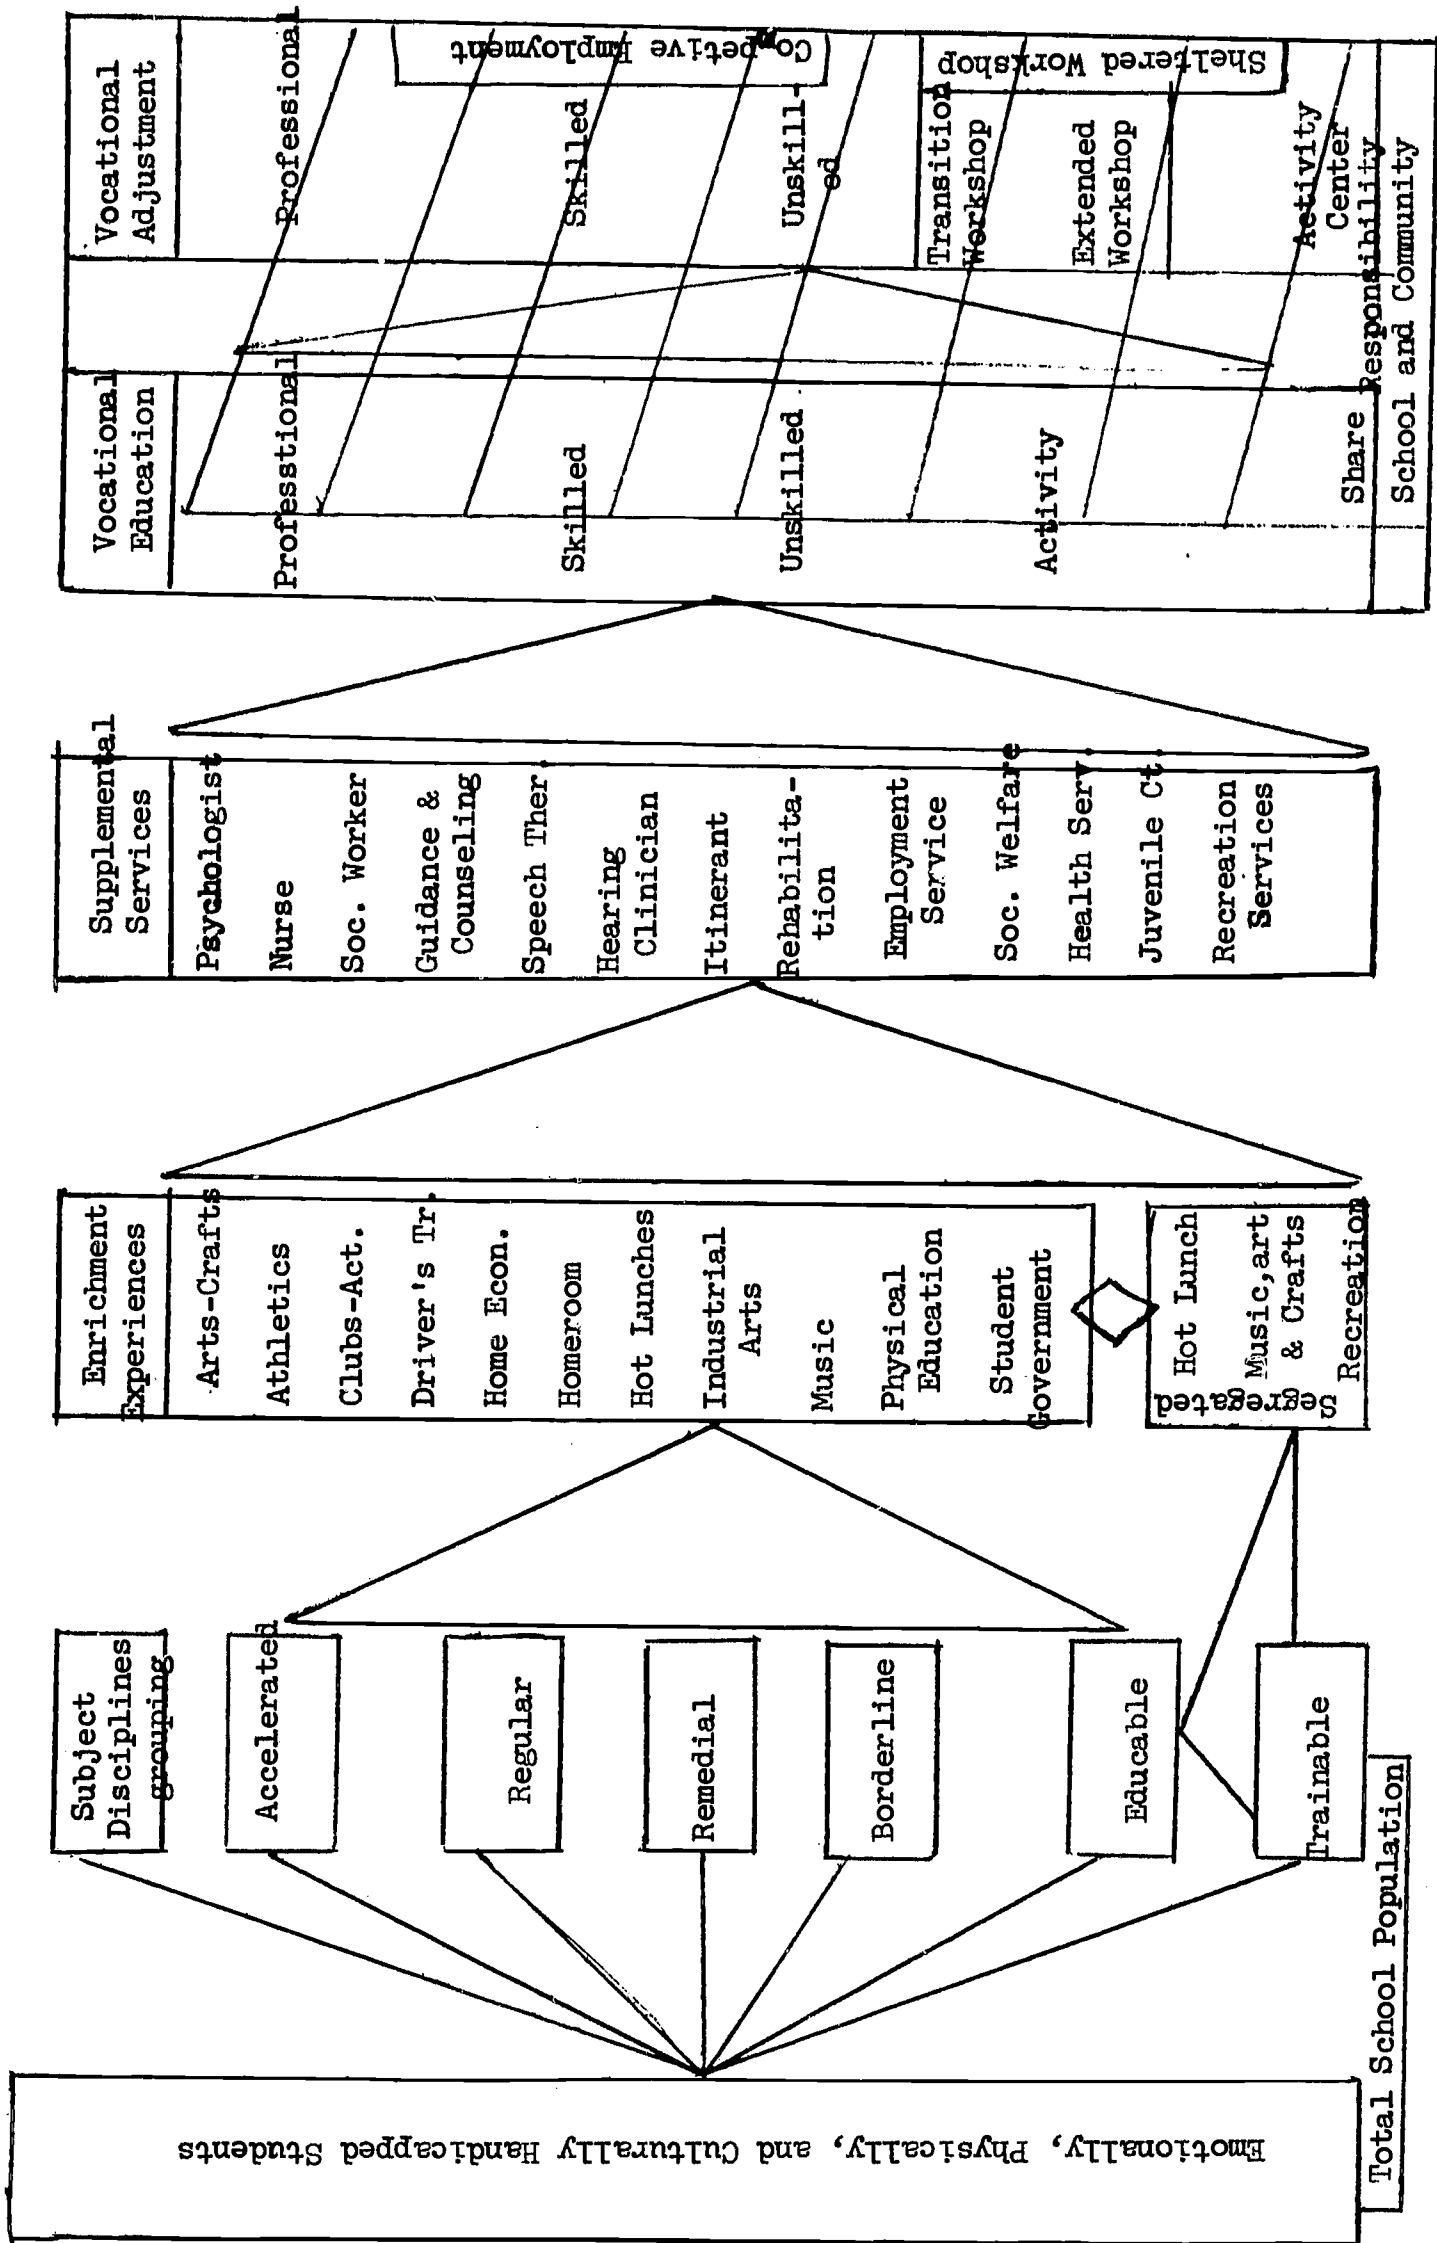 Emotionally, Physically, and Culturally Handicapped Students
Total School Population
Subject
Disciplines
grouping
Accelerated
Regular
Remedial
Borderline
Educable
Trainable
Enrichment
Experiences
Arts-Crafts
Athletics
Clubs-Act.
Driver's Tr.
Home Econ.
Homeroom
Hot Lunches
Industrial
Arts
Music
Physical
Education
Student
Government
Segregated
Hot Lunch
Music,art
& Crafts
Recreation
Supplemental
Services
Psychologist
Nurse
Soc. Worker
Guidance &
Counseling
Speech Ther.
Hearing
Clinician
Itinerant
Rehabilita-
tion
Employment
Service
Soc. Welfare
Health Serv
Juvenile Ct
Recreation
Services
Vocational
Education
Professtional
Skilled
Unskilled
Activity
Vocational
Adjustment
Professional
Skilled
Unskill-
ed
Competive Employment
Transition
Workshop
Extended
Workshop
Sheltered Workshop
Activity
Center
Share Responsibility
School and Community